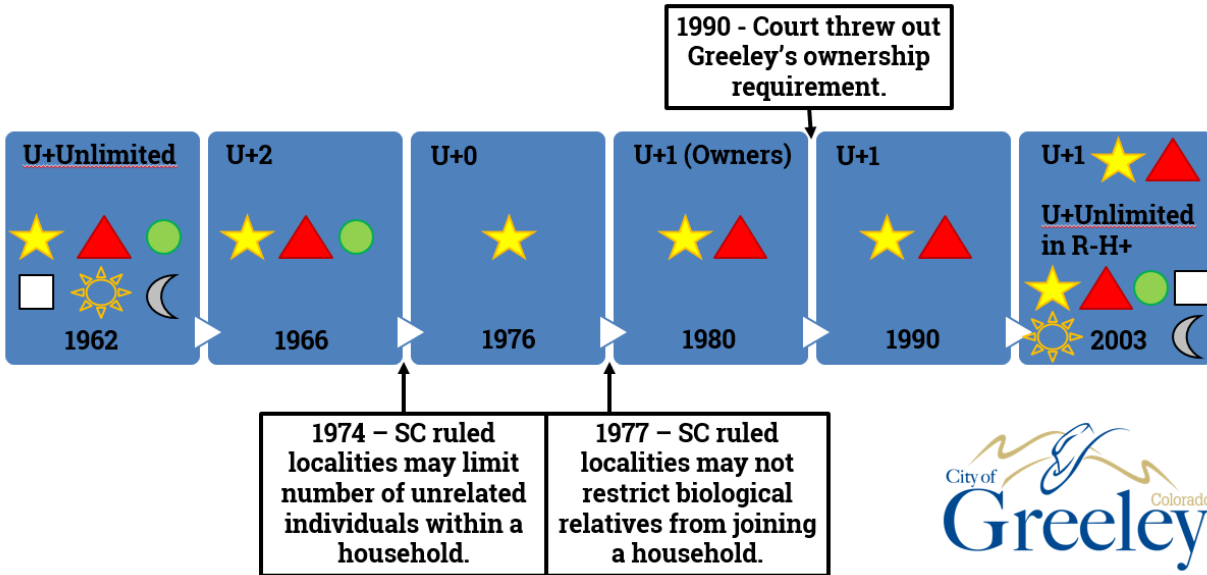 1990 - Court threw out
Greeley's ownership
requirement.
U+Unlimited
1962
U+2
1966
U+0
1976
U+1 (Owners)
1980
U+1
1990
U+1
U+Unlimited
in R-H+
2003
1974 – SC ruled
localities may limit
number of unrelated
individuals within a
household.
1977 – SC ruled
localities may not
restrict biological
relatives from joining
a household.
City of
Greeley
Colorado